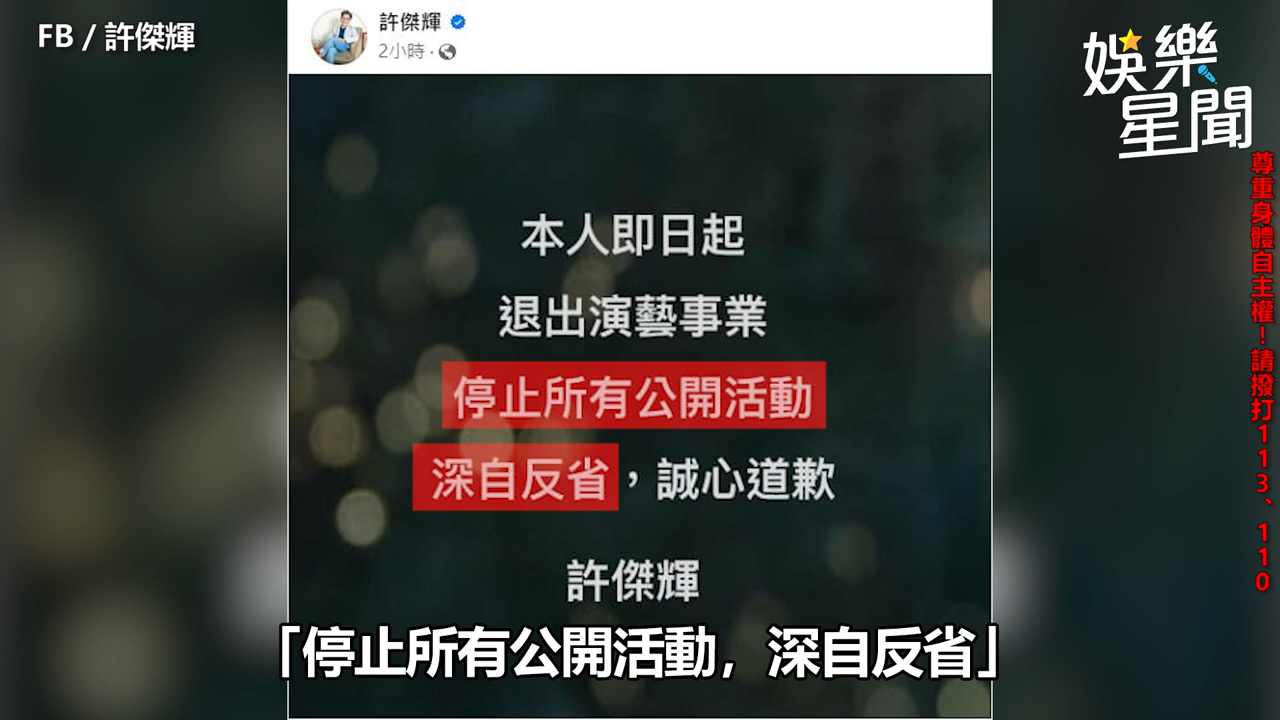 FB / 許傑輝
許傑輝
2小時 ·
娛樂
星聞
本人即日起
退出演藝事業
停止所有公開活動
深自反省，誠心道歉
許傑輝
「停止所有公開活動，深自反省」
尊重身體自主權！請撥打113、110